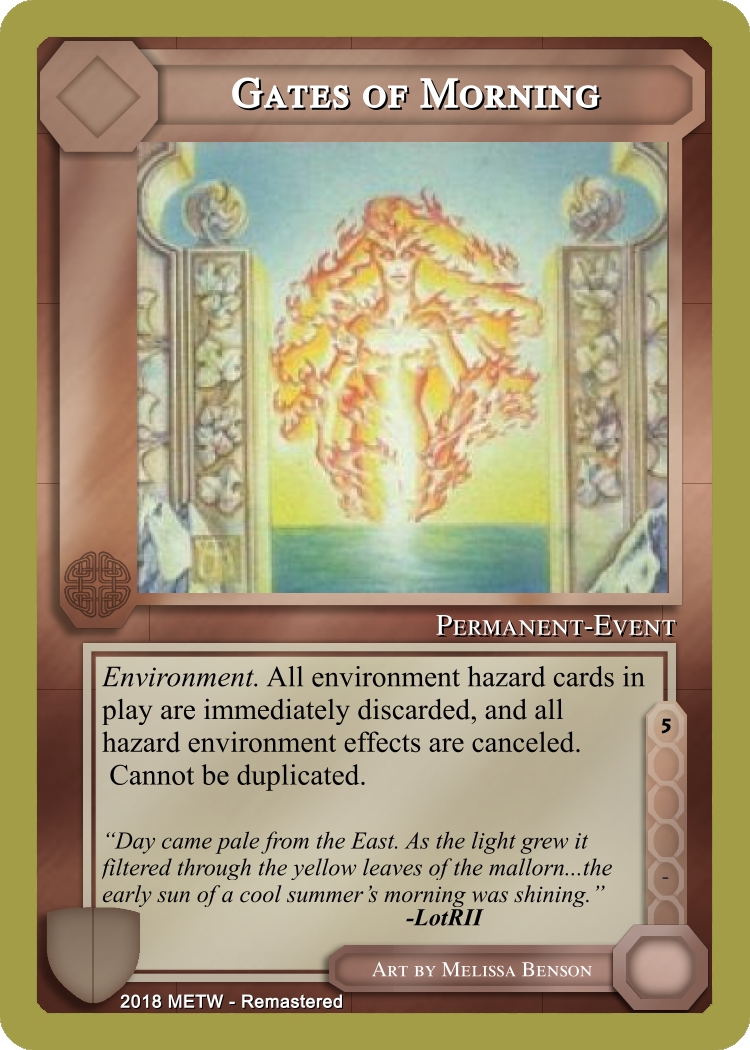 Gates of Morning
Permanent-Event
Environment. All environment hazard cards in
play are immediately discarded, and all
hazard environment effects are canceled.
Cannot be duplicated.
5
-
“Day came pale from the East. As the light grew it
filtered through the yellow leaves of the mallorn...the
early sun of a cool summer’s morning was shining.”
-LotRII
Art by Melissa Benson
2018 METW - Remastered